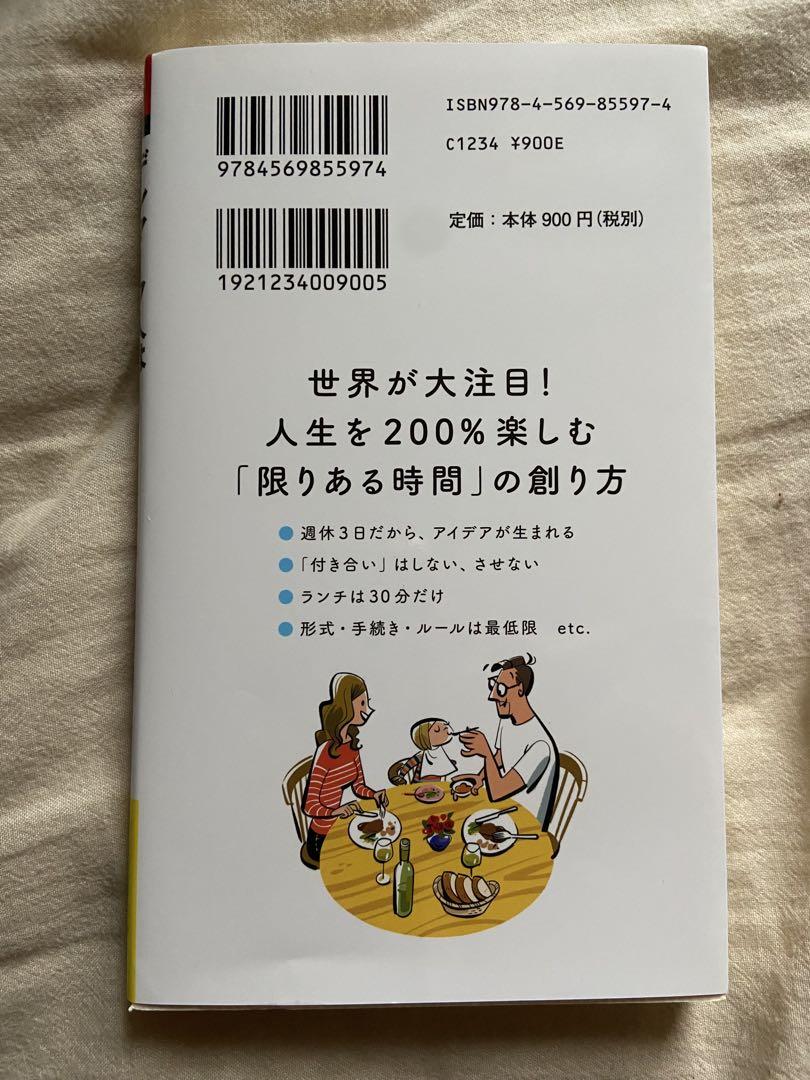 ISBN978-4-569-85597-4
C1234 ¥900E
9784569855974
定価：本体900円(税別)
1921234009005
世界が大注目！
人生を200%楽しむ
「限りある時間」の創り方
● 週休3日だから、アイデアが生まれる
● 「付き合い」はしない、させない
● ランチは30分だけ
● 形式・手続き・ルールは最低限 etc.